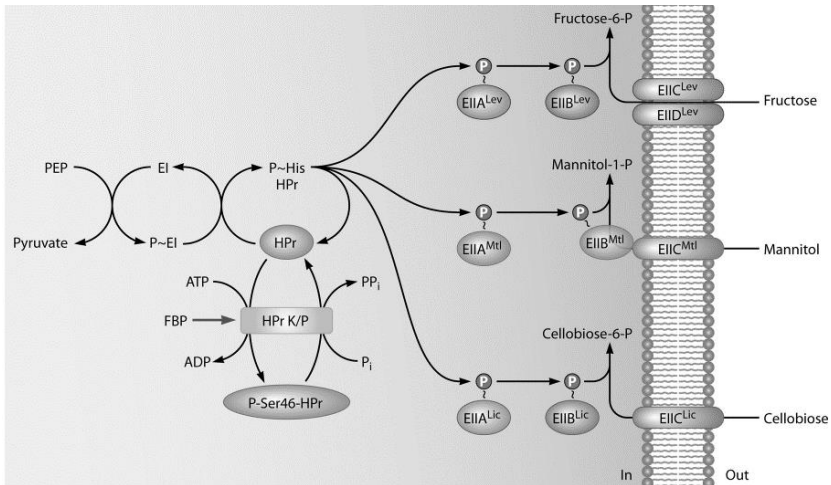 Fructose-6-P
P
P
EIIA^Lev
EIIB^Lev
EIIC^Lev
EIID^Lev
Fructose
PEP
EI
P~His
HPr
Mannitol-1-P
P
P
Pyruvate
P~EI
HPr
EIIA^Mtl
EIIB^Mtl
EIIC^Mtl
Mannitol
ATP
PPi
FBP
HPr K/P
ADP
Pi
Cellobiose-6-P
P
P
P-Ser46-HPr
EIIA^Lic
EIIB^Lic
EIIC^Lic
Cellobiose
In
Out